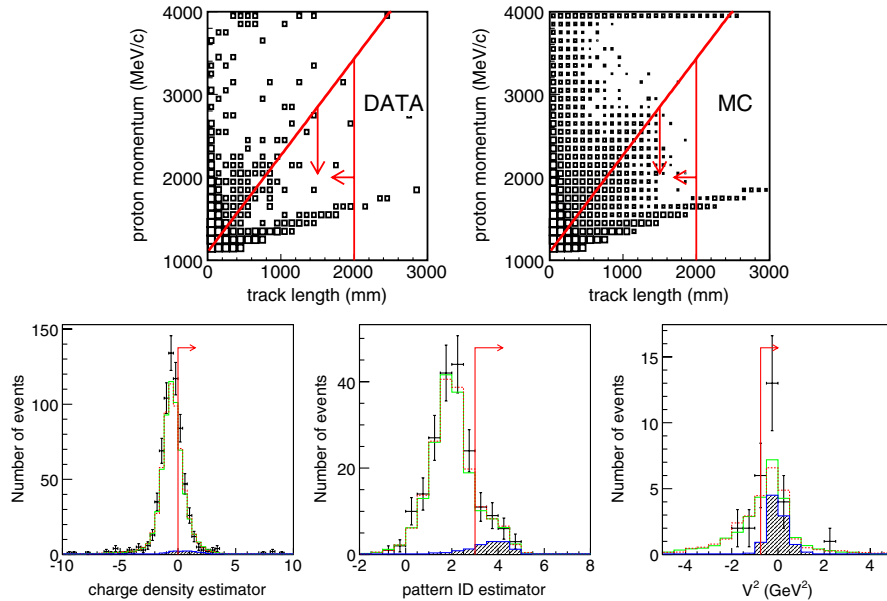 proton momentum (MeV/c)
4000
3000
2000
1000
DATA
0 1000 2000 3000
track length (mm)
proton momentum (MeV/c)
4000
3000
2000
1000
MC
0 1000 2000 3000
track length (mm)
Number of events
150
100
50
0
-10 -5 0 5 10
charge density estimator
Number of events
40
20
0
-2 0 2 4 6 8
pattern ID estimator
Number of events
15
10
5
0
-4 -2 0 2 4
V² (GeV²)